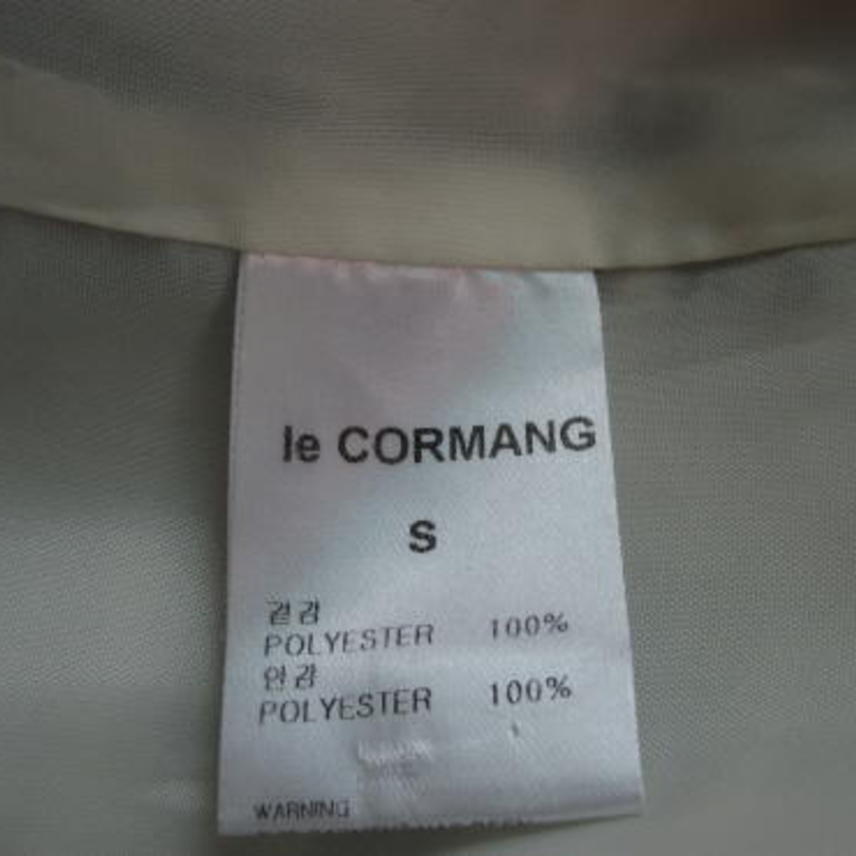 le CORMANG
S
겉감
POLYESTER 100%
안감
POLYESTER 100%
WARNING